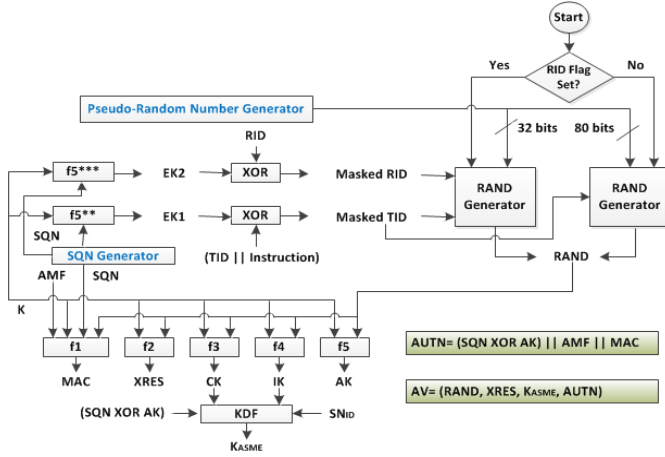 Start
Yes
RID Flag
Set?
No
Pseudo-Random Number Generator
RID
32 bits
80 bits
f5***
EK2
XOR
Masked RID
RAND
Generator
RAND
Generator
f5**
EK1
XOR
Masked TID
SQN
SQN Generator
(TID || Instruction)
RAND
AMF
SQN
K
f1
f2
f3
f4
f5
AUTN= (SQN XOR AK) || AMF || MAC
MAC
XRES
CK
IK
AK
AV= (RAND, XRES, KASME, AUTN)
(SQN XOR AK)
KDF
SNID
KASME